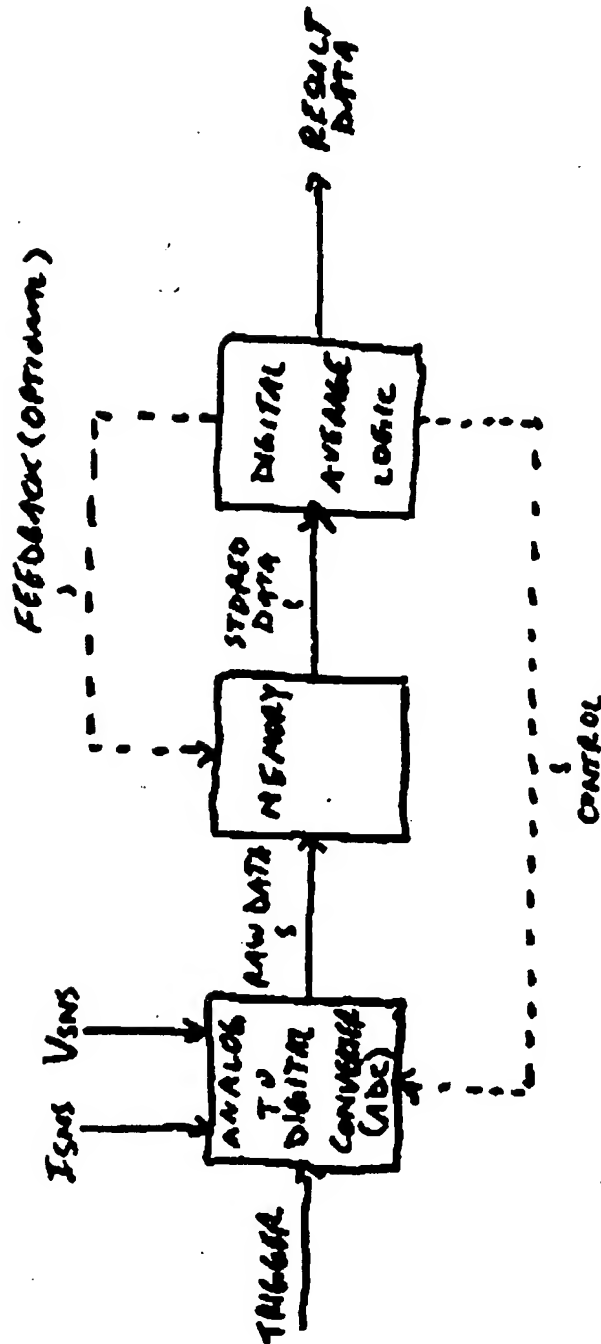 FEEDBACK (OPTIONAL)
ISNS
VSNS
TRIGGER
ANALOG
TO
DIGITAL
CONVERTER
(ADC)
RAW DATA
MEMORY
STORED
DATA
DIGITAL
AVERAGE
LOGIC
RESULT
DATA
CONTROL